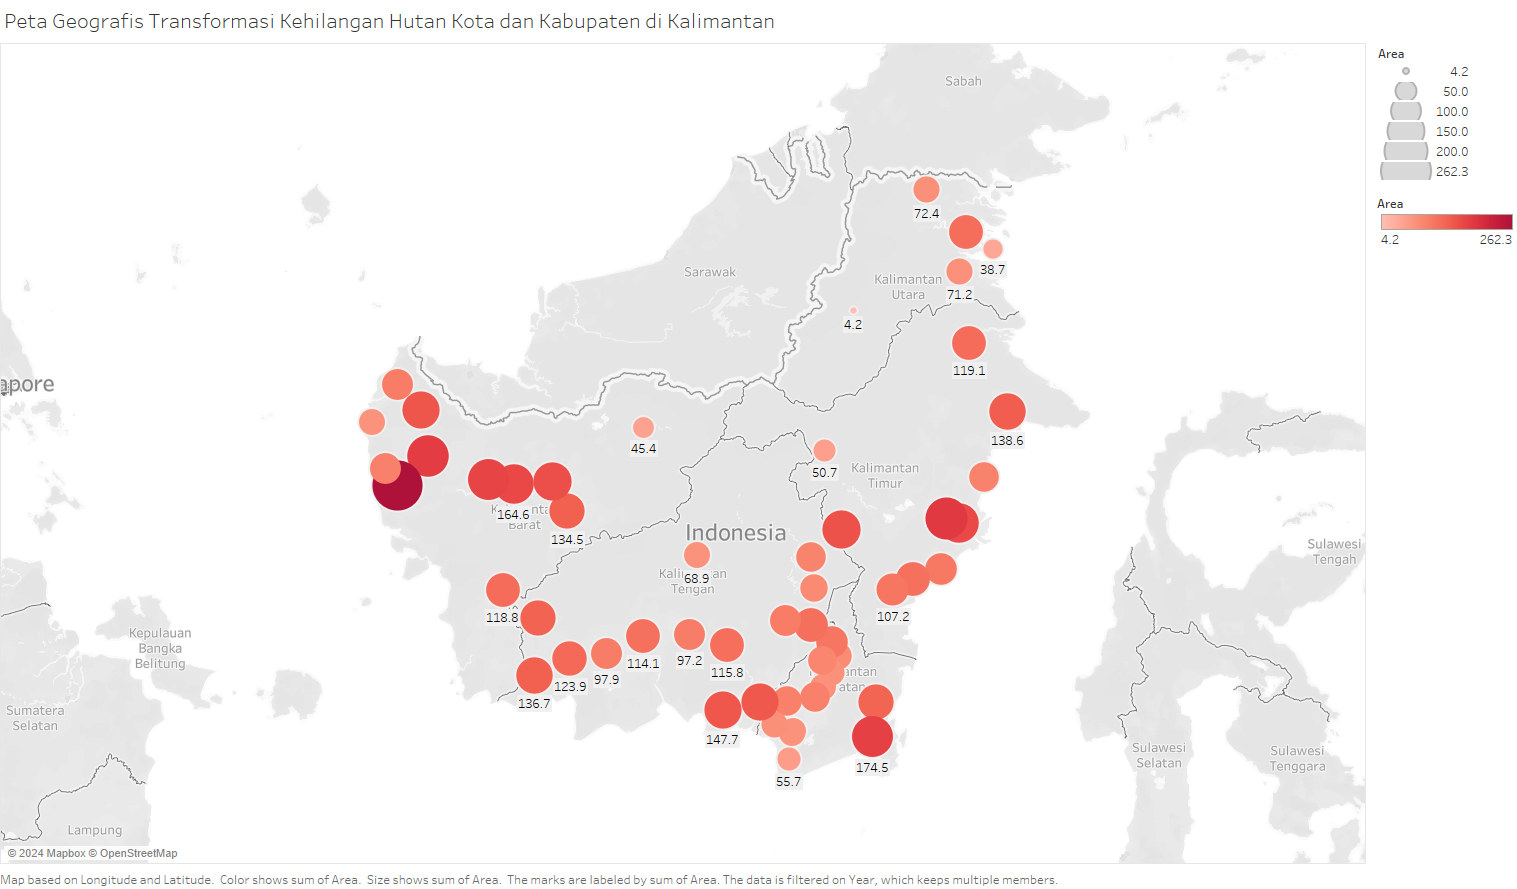 Peta Geografis Transformasi Kehilangan Hutan Kota dan Kabupaten di Kalimantan
Area
4.2
50.0
100.0
150.0
200.0
262.3
Area
4.2 262.3
Sabah
72.4
38.7
Sarawak
Kalimantan
Utara
71.2
4.2
119.1
apore
138.6
45.4
50.7
Kalimantan
Timur
164.6
Barat
134.5
Indonesia
Sulawesi
Tengah
68.9
Tengah
118.8
107.2
Kepulauan
Bangka
Belitung
114.1
97.2
97.9
115.8
123.9
136.7
Sumatera
Selatan
147.7
174.5
55.7
Sulawesi
Selatan
Sulawesi
Tenggara
Lampung
© 2024 Mapbox © OpenStreetMap
Map based on Longitude and Latitude.  Color shows sum of Area.  Size shows sum of Area.  The marks are labeled by sum of Area. The data is filtered on Year, which keeps multiple members.